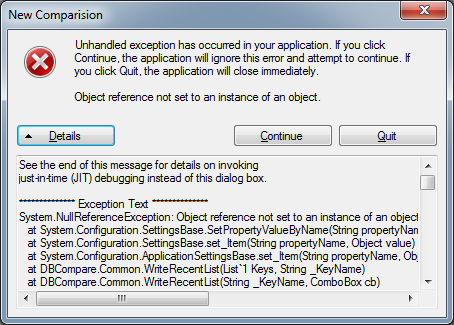 New Comparision
Unhandled exception has occurred in your application. If you click
Continue, the application will ignore this error and attempt to continue. If
you click Quit, the application will close immediately.
Object reference not set to an instance of an object.
Details
Continue
Quit
See the end of this message for details on invoking
just-in-time (JIT) debugging instead of this dialog box.
************** Exception Text **************
System.NullReferenceException: Object reference not set to an instance of an object
at System.Configuration.SettingsBase.SetPropertyValueByName(String propertyNam
at System.Configuration.SettingsBase.set_Item(String propertyName, Object value)
at System.Configuration.ApplicationSettingsBase.set_Item(String propertyName, Obj
at DBCompare.Common.WriteRecentList(List`1 Keys, String _KeyName)
at DBCompare.Common.WriteRecentList(String _KeyName, ComboBox cb)